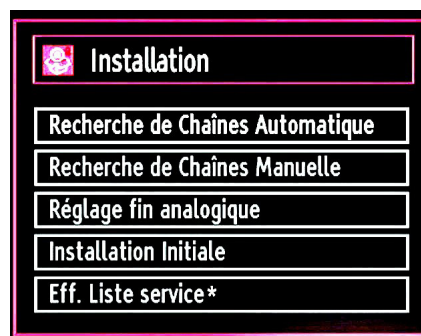 Installation
Recherche de Chaînes Automatique
Recherche de Chaînes Manuelle
Réglage fin analogique
Installation Initiale
Eff. Liste service*